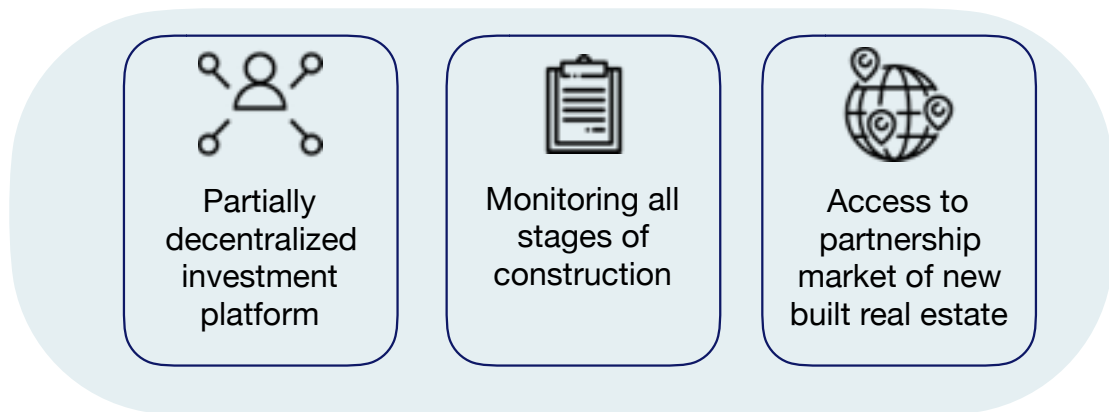 Partially
decentralized
investment
platform
Monitoring all
stages of
construction
Access to
partnership
market of new
built real estate